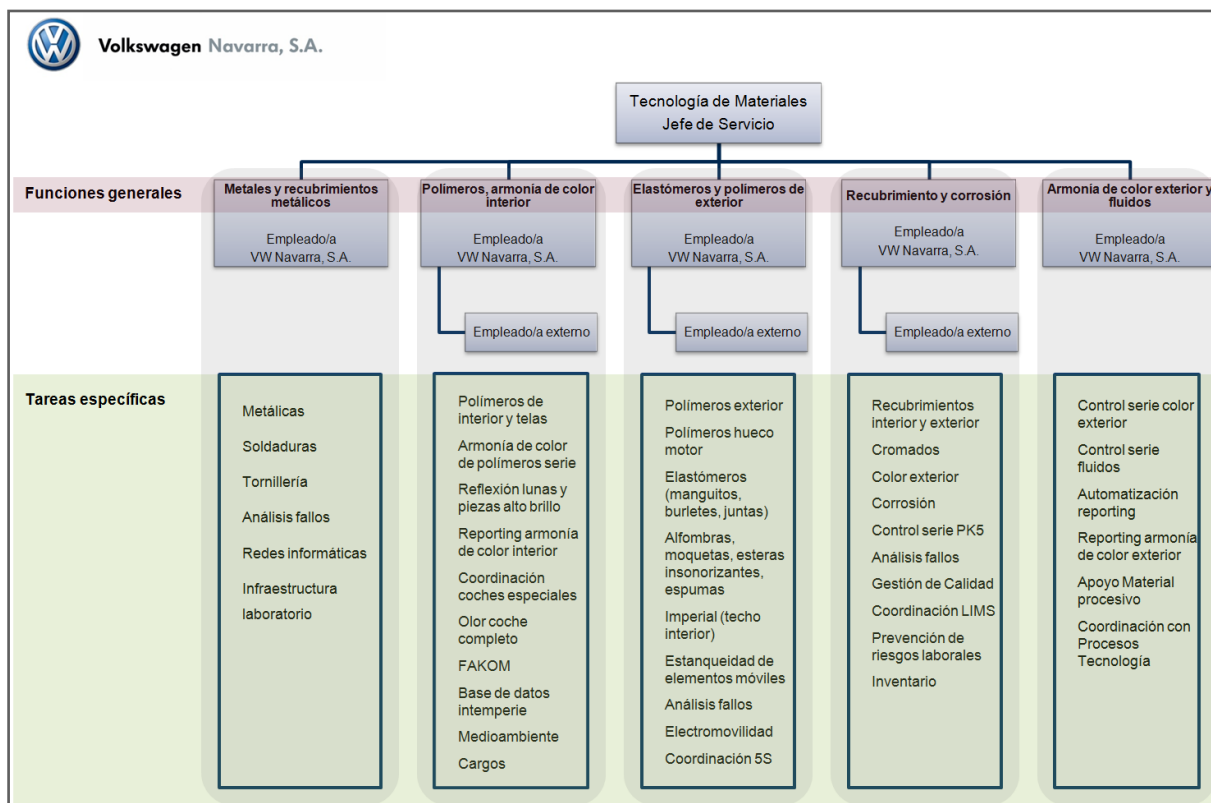 Volkswagen Navarra, S.A.
Tecnología de Materiales
Jefe de Servicio
Funciones generales
Metales y recubrimientos
metálicos
Empleado/a
VW Navarra, S.A.
Polímeros, armonía de color
interior
Empleado/a
VW Navarra, S.A.
Empleado/a externo
Elastómeros y polímeros de
exterior
Empleado/a
VW Navarra, S.A.
Empleado/a externo
Recubrimiento y corrosión
Empleado/a
VW Navarra, S.A.
Empleado/a externo
Armonía de color exterior y
fluidos
Empleado/a
VW Navarra, S.A.
Tareas específicas
Metálicas
Soldaduras
Tornillería
Análisis fallos
Redes informáticas
Infraestructura
laboratorio
Polímeros de
interior y telas
Armonía de color
de polímeros serie
Reflexión lunas y
piezas alto brillo
Reporting armonía
de color interior
Coordinación
coches especiales
Olor coche
completo
FAKOM
Base de datos
intemperie
Medioambiente
Cargos
Polímeros exterior
Polímeros hueco
motor
Elastómeros
(manguitos,
burletes, juntas)
Alfombras,
moquetas, esteras
insonorizantes,
espumas
Imperial (techo
interior)
Estanqueidad de
elementos móviles
Análisis fallos
Electromovilidad
Coordinación 5S
Recubrimientos
interior y exterior
Cromados
Color exterior
Corrosión
Control serie PK5
Análisis fallos
Gestión de Calidad
Coordinación LIMS
Prevención de
riesgos laborales
Inventario
Control serie color
exterior
Control serie
fluidos
Automatización
reporting
Reporting armonía
de color exterior
Apoyo Material
procesivo
Coordinación con
Procesos
Tecnología